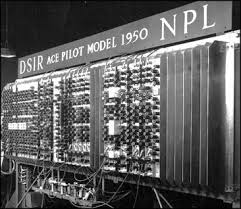 DSIR ACE PILOT MODEL 1950 NPL